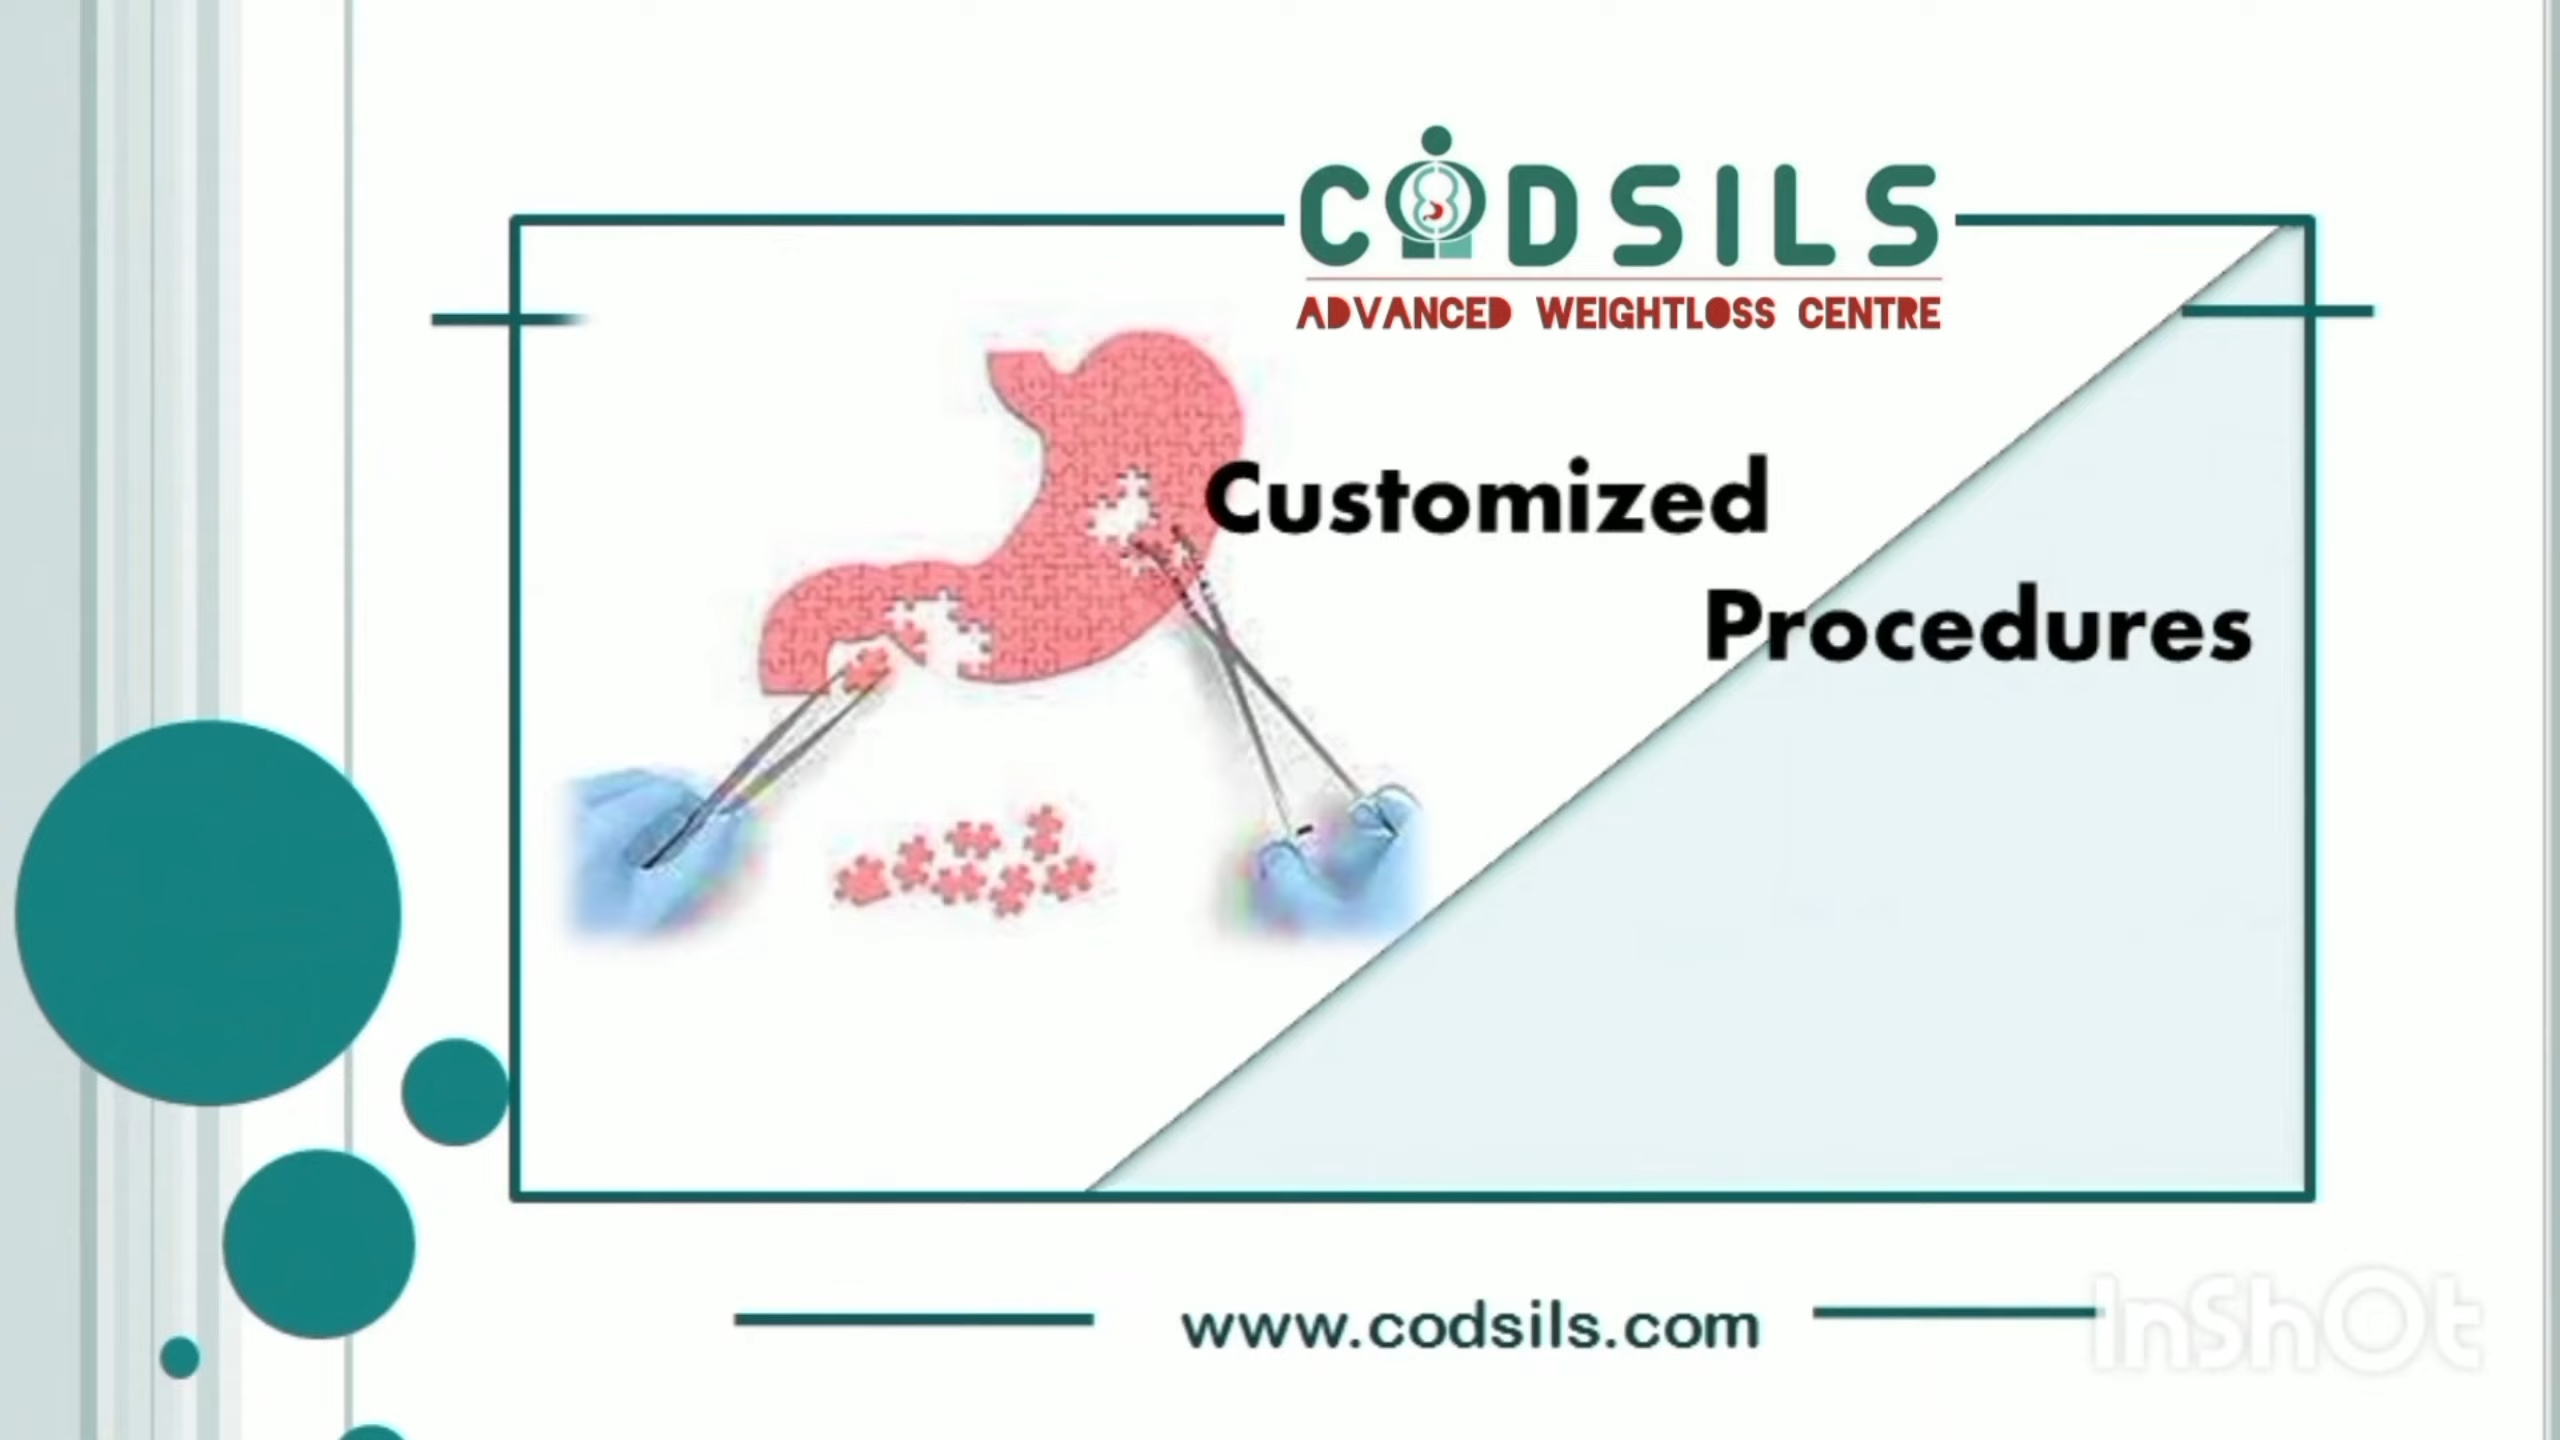 CODSILS
ADVANCED WEIGHTLOSS CENTRE
Customized
Procedures
www.codsils.com
InShOt